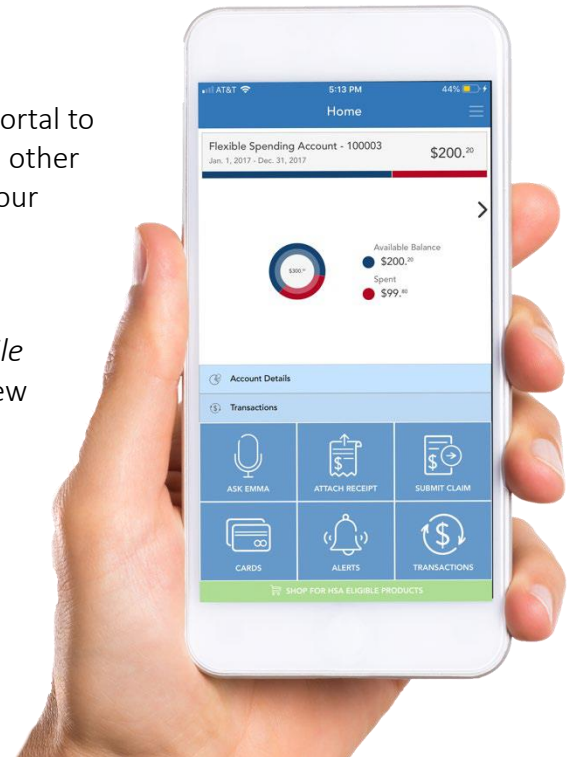 ortal to
other
our
le
ew
AT&T 5:13 PM 44%
Home
Flexible Spending Account - 100003
Jan. 1, 2017 - Dec. 31, 2017
$200.20
Available Balance
$200.20
Spent
$99.80
$300.00
Account Details
Transactions
ASK EMMA ATTACH RECEIPT SUBMIT CLAIM
CARDS ALERTS TRANSACTIONS
SHOP FOR HSA ELIGIBLE PRODUCTS